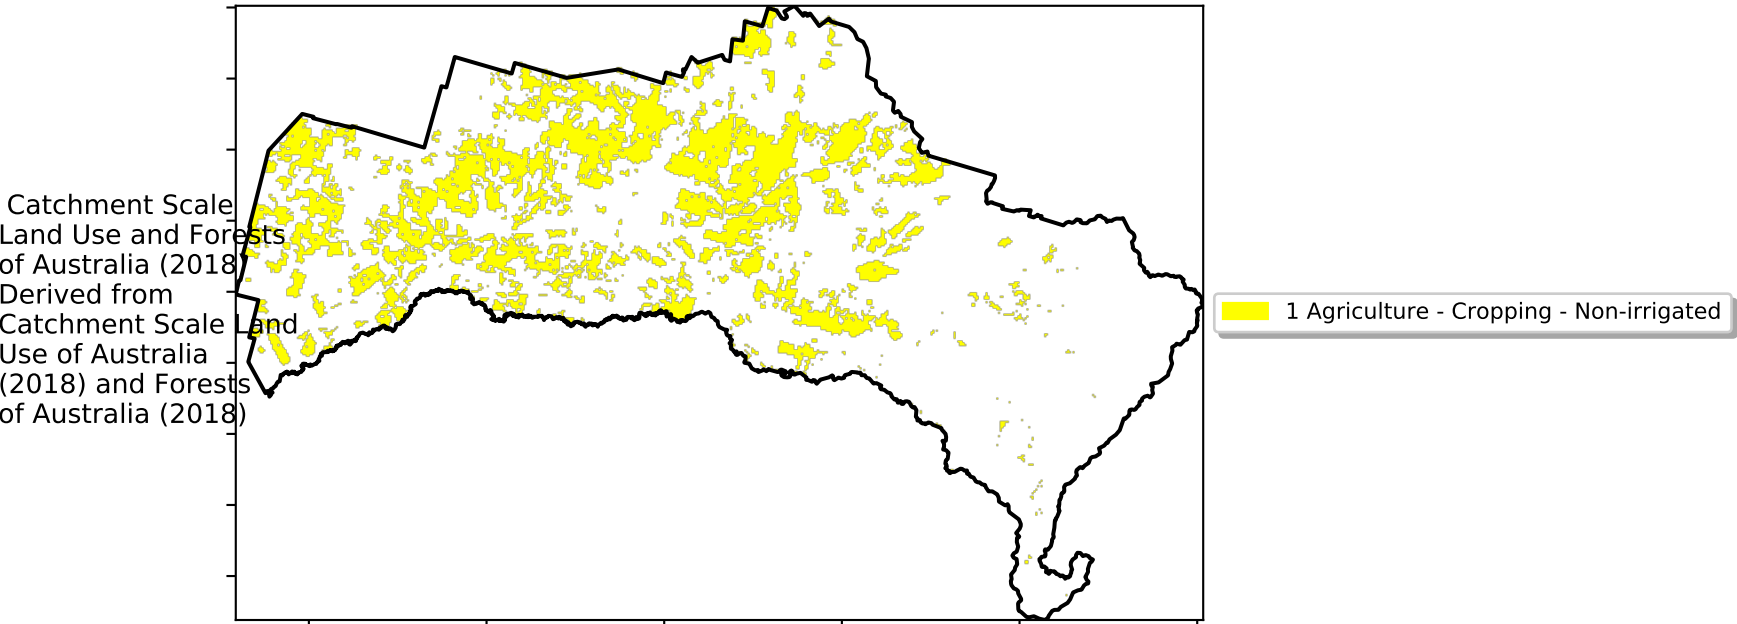 Catchment Scale
Land Use and Forests
of Australia (2018)
Derived from
Catchment Scale Land
Use of Australia
(2018) and Forests
of Australia (2018)
1 Agriculture - Cropping - Non-irrigated